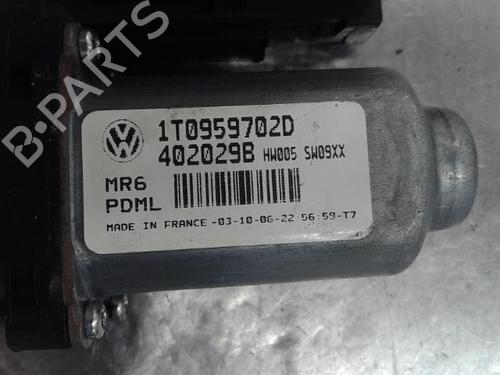 B-PARTS
1T0959702D
402029B HW005 SW09XX
MR6
PDML
MADE IN FRANCE -03-10-06-22:56:59-T7